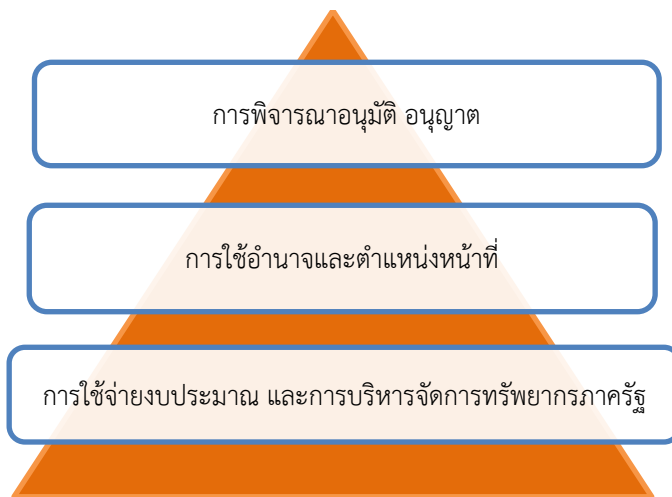 การพิจารณาอนุมัติ อนุญาต
การใช้อำนาจและตำแหน่งหน้าที่
การใช้จ่ายงบประมาณ และการบริหารจัดการทรัพยากรภาครัฐ